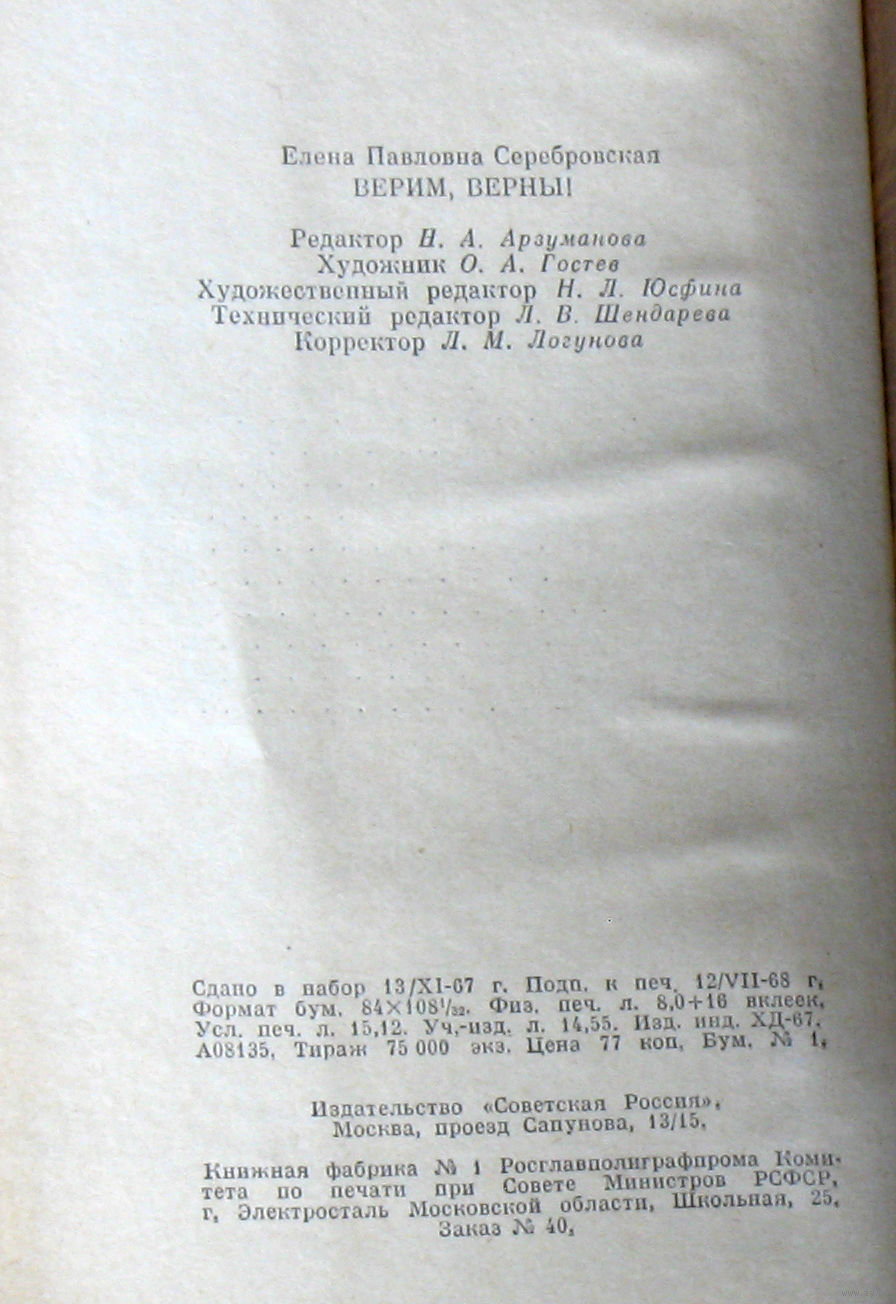 Елена Павловна Серебровская
ВЕРИМ, ВЕРНЫ!
Редактор Н. А. Арзуманова
Художник О. А. Гостев
Художественный редактор Н. Л. Юсфина
Технический редактор Л. В. Шендарева
Корректор Л. М. Логунова
Сдано в набор 13/XI-67 г. Подп. к печ. 12/VII-68 г.
Формат бум. 84×108¹/₃₂. Физ. печ. л. 8,0+16 вклеек.
Усл. печ. л. 15,12. Уч.-изд. л. 14,55. Изд. инд. ХД-67.
А08135. Тираж 75 000 экз. Цена 77 коп. Бум. № 1.
Издательство «Советская Россия».
Москва, проезд Сапунова, 13/15.
Книжная фабрика № 1 Росглавполиграфпрома Коми-
тета по печати при Совете Министров РСФСР,
г. Электросталь Московской области, Школьная, 25.
Заказ № 40.